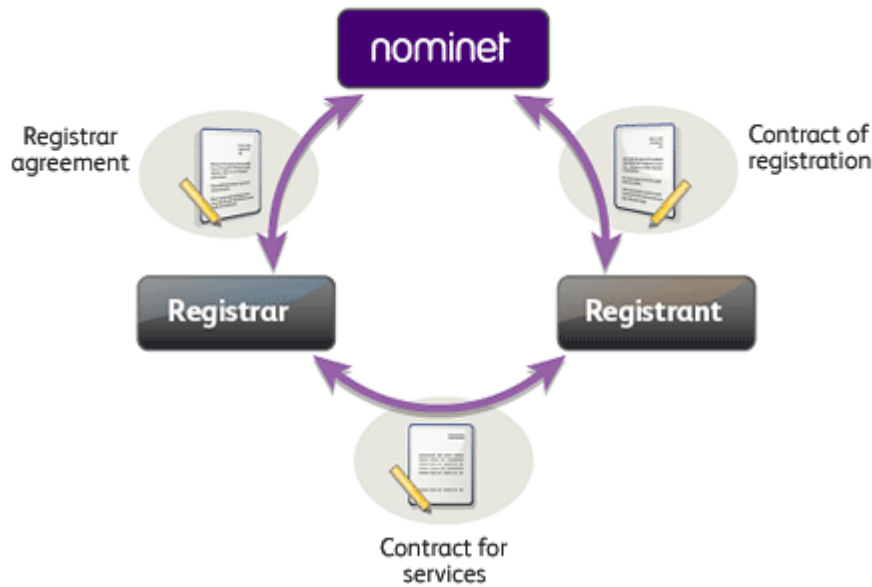 nominet
Registrar
agreement
Contract of
registration
Registrar
Registrant
Contract for
services